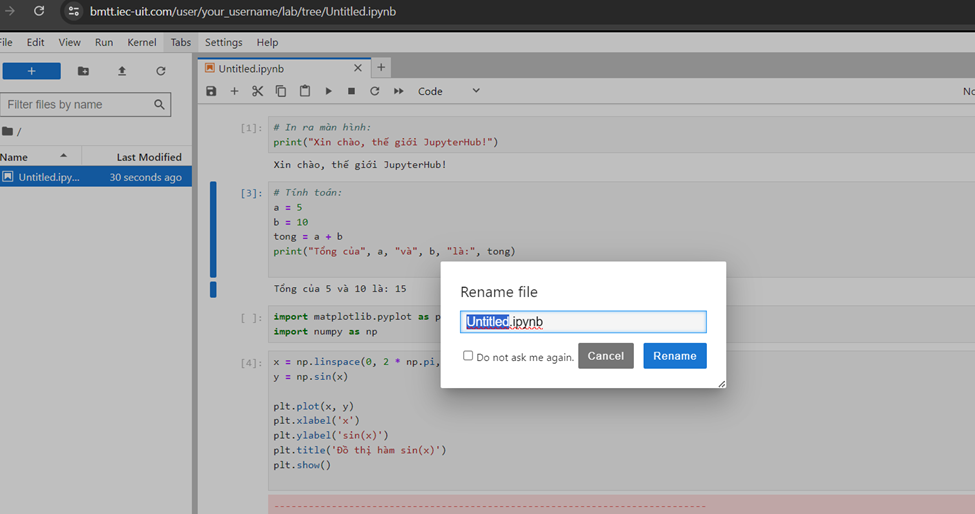 bmtt.iec-uit.com/user/your_username/lab/tree/Untitled.ipynb
File Edit View Run Kernel Tabs Settings Help
Untitled.ipynb
Filter files by name
Code
/
Name Last Modified
Untitled.ipy... 30 seconds ago
[1]:
# In ra màn hình:
print("Xin chào, thế giới JupyterHub!")
Xin chào, thế giới JupyterHub!
[3]:
# Tính toán:
a = 5
b = 10
tong = a + b
print("Tổng của", a, "và", b, "là:", tong)
Tổng của 5 và 10 là: 15
[ ]:
import matplotlib.pyplot as p
import numpy as np
[4]:
x = np.linspace(0, 2 * np.pi,
y = np.sin(x)
plt.plot(x, y)
plt.xlabel('x')
plt.ylabel('sin(x)')
plt.title('Đồ thị hàm sin(x)')
plt.show()
---------------------------------------------------------------------------
Rename file
Untitled.ipynb
Do not ask me again. Cancel Rename